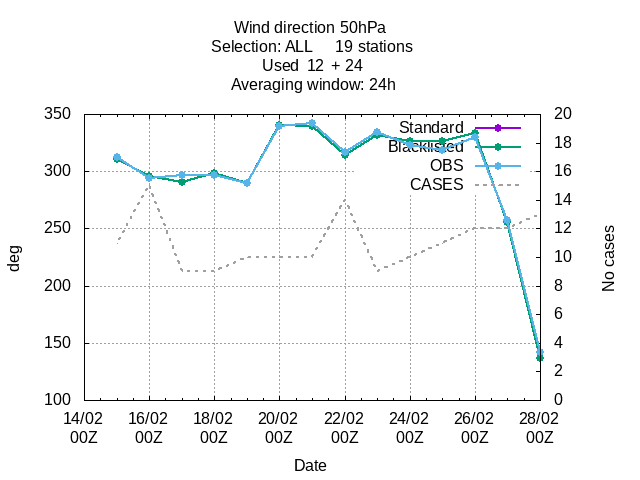 Wind direction 50hPa
Selection: ALL 19 stations
Used 12 + 24
Averaging window: 24h
350 20
Standard
18
Blacklisted
300 16
OBS
CASES
14
250 12
deg
10
No cases
200 8
6
150 4
2
100 0
14/02 16/02 18/02 20/02 22/02 24/02 26/02 28/02
00Z 00Z 00Z 00Z 00Z 00Z 00Z 00Z
Date